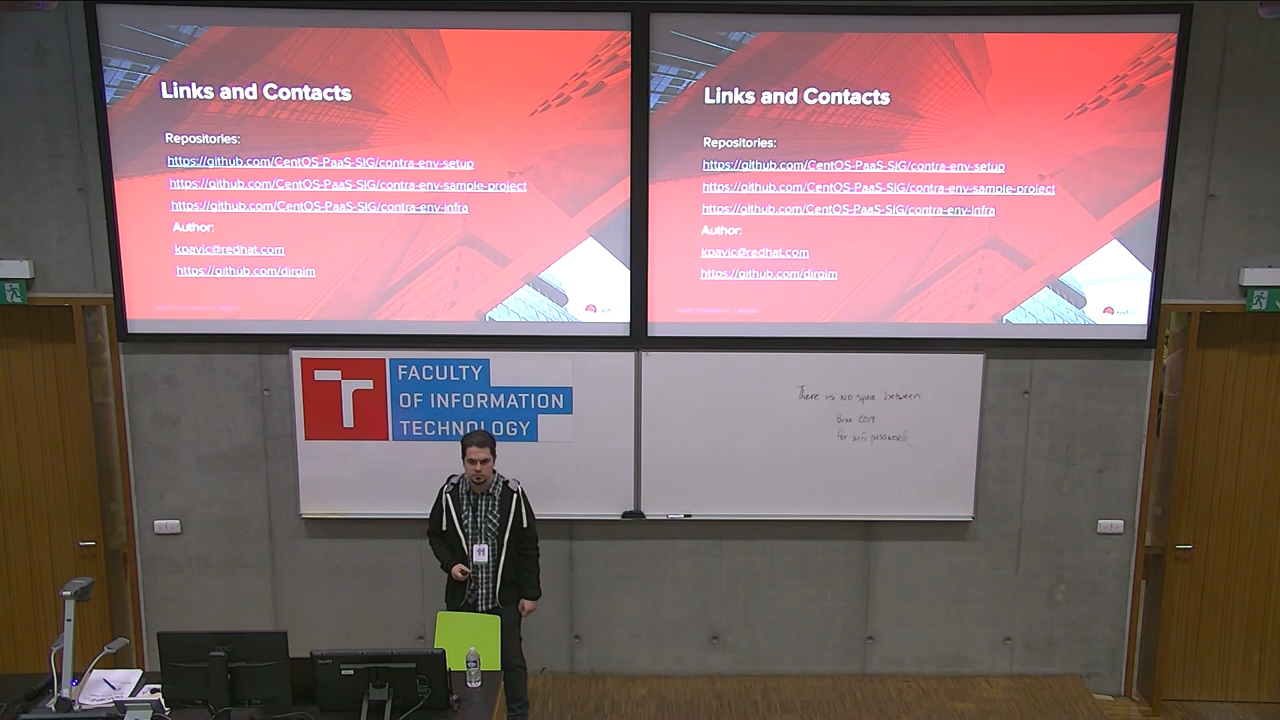 Links and Contacts
Repositories:
https://github.com/CentOS-PaaS-SIG/contra-env-setup
https://github.com/CentOS-PaaS-SIG/contra-env-sample-project
https://github.com/CentOS-PaaS-SIG/contra-env-infra
Author:
kpavic@redhat.com
https://github.com/dirgim
Links and Contacts
Repositories:
https://github.com/CentOS-PaaS-SIG/contra-env-setup
https://github.com/CentOS-PaaS-SIG/contra-env-sample-project
https://github.com/CentOS-PaaS-SIG/contra-env-infra
Author:
kpavic@redhat.com
https://github.com/dirgim
FACULTY
OF INFORMATION
TECHNOLOGY
There is NO space between
Brno 2019
for wifi password